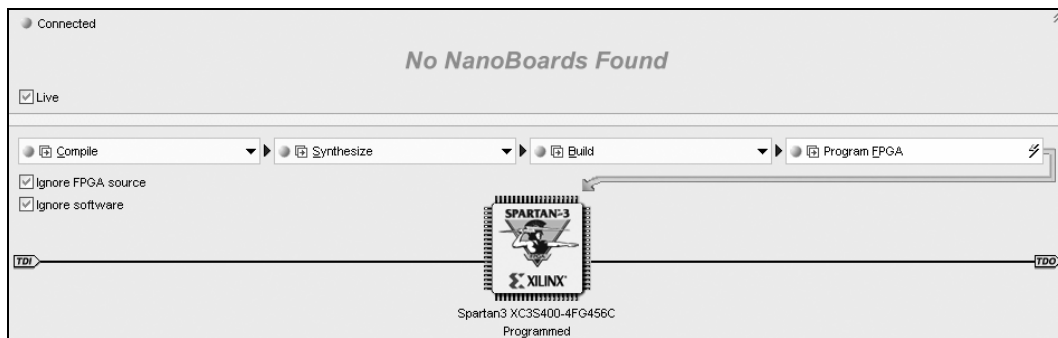 Connected
No NanoBoards Found
Live
Compile
Synthesize
Build
Program FPGA
Ignore FPGA source
Ignore software
SPARTAN-3
TDI
TDO
XILINX
Spartan3 XC3S400-4FG456C
Programmed